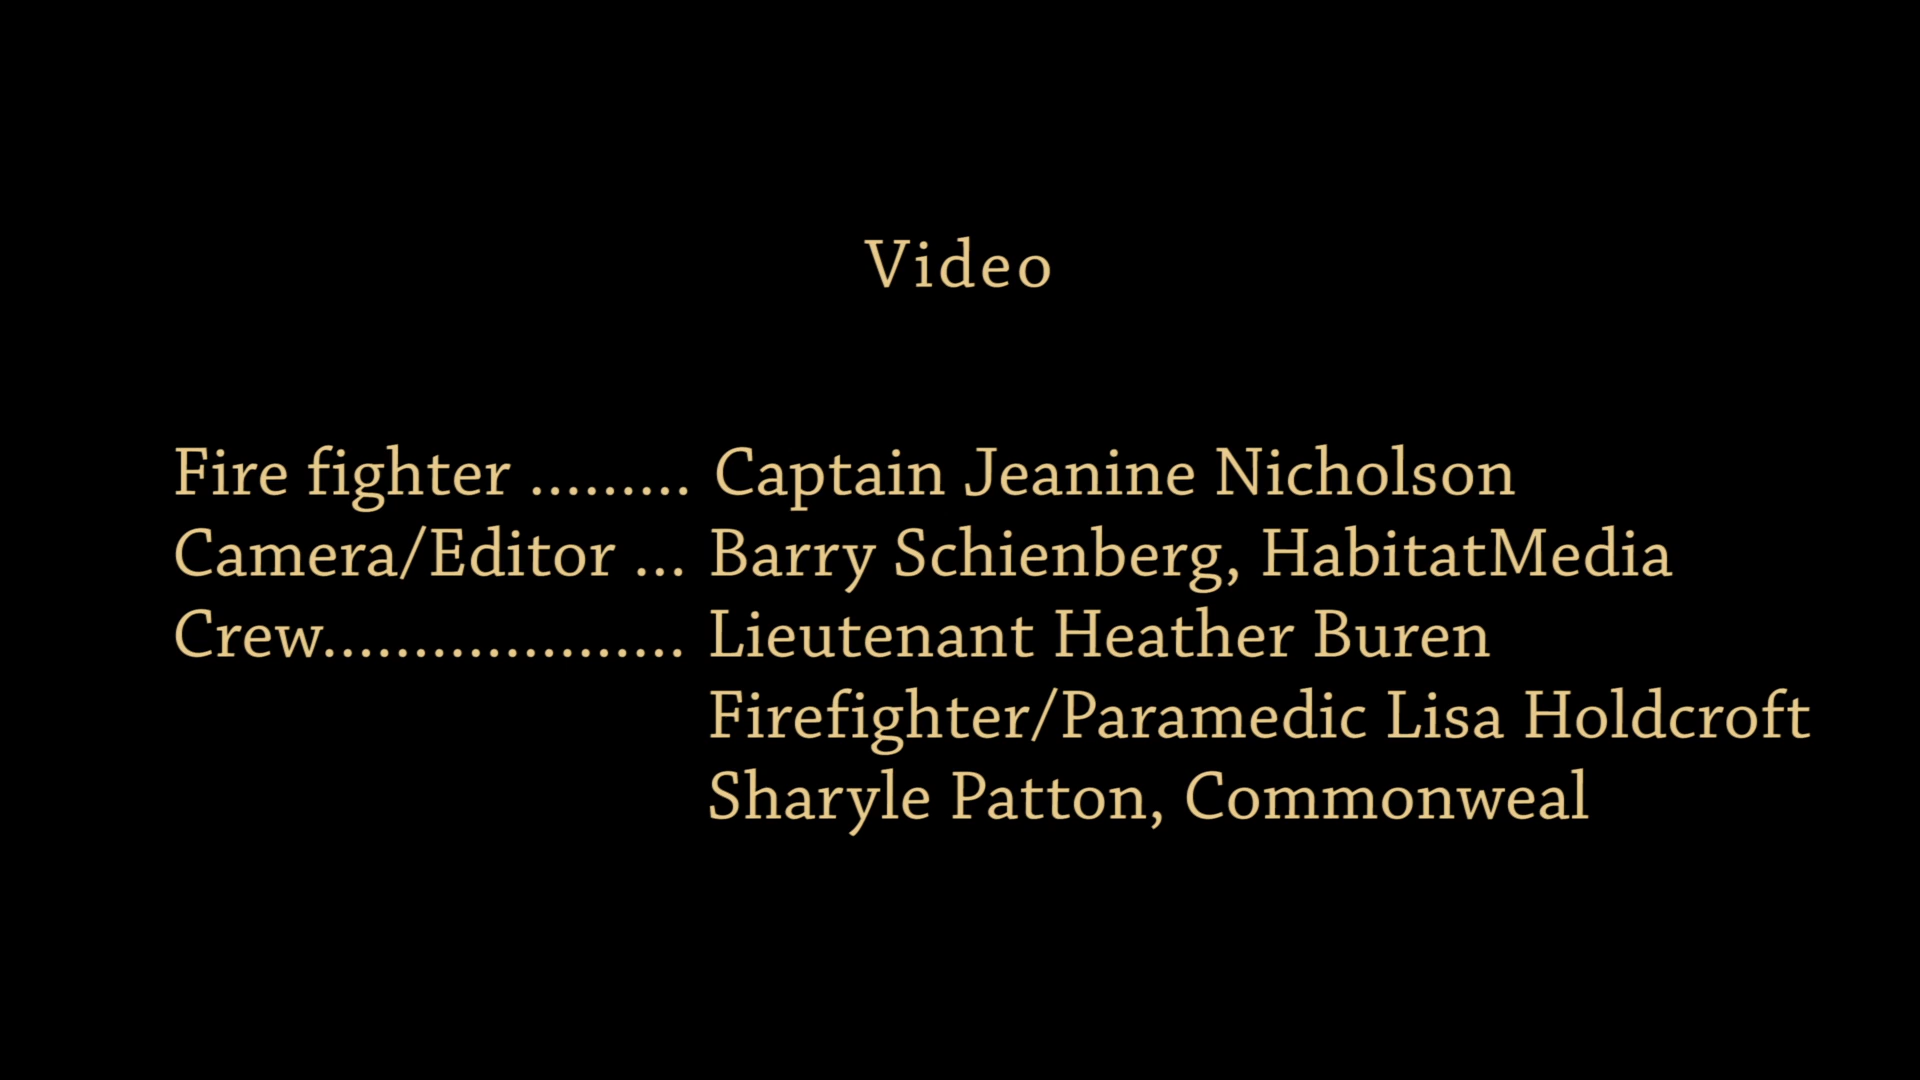 Video
Fire fighter ......... Captain Jeanine Nicholson
Camera/Editor ... Barry Schienberg, HabitatMedia
Crew.................... Lieutenant Heather Buren
Firefighter/Paramedic Lisa Holdcroft
Sharyle Patton, Commonweal